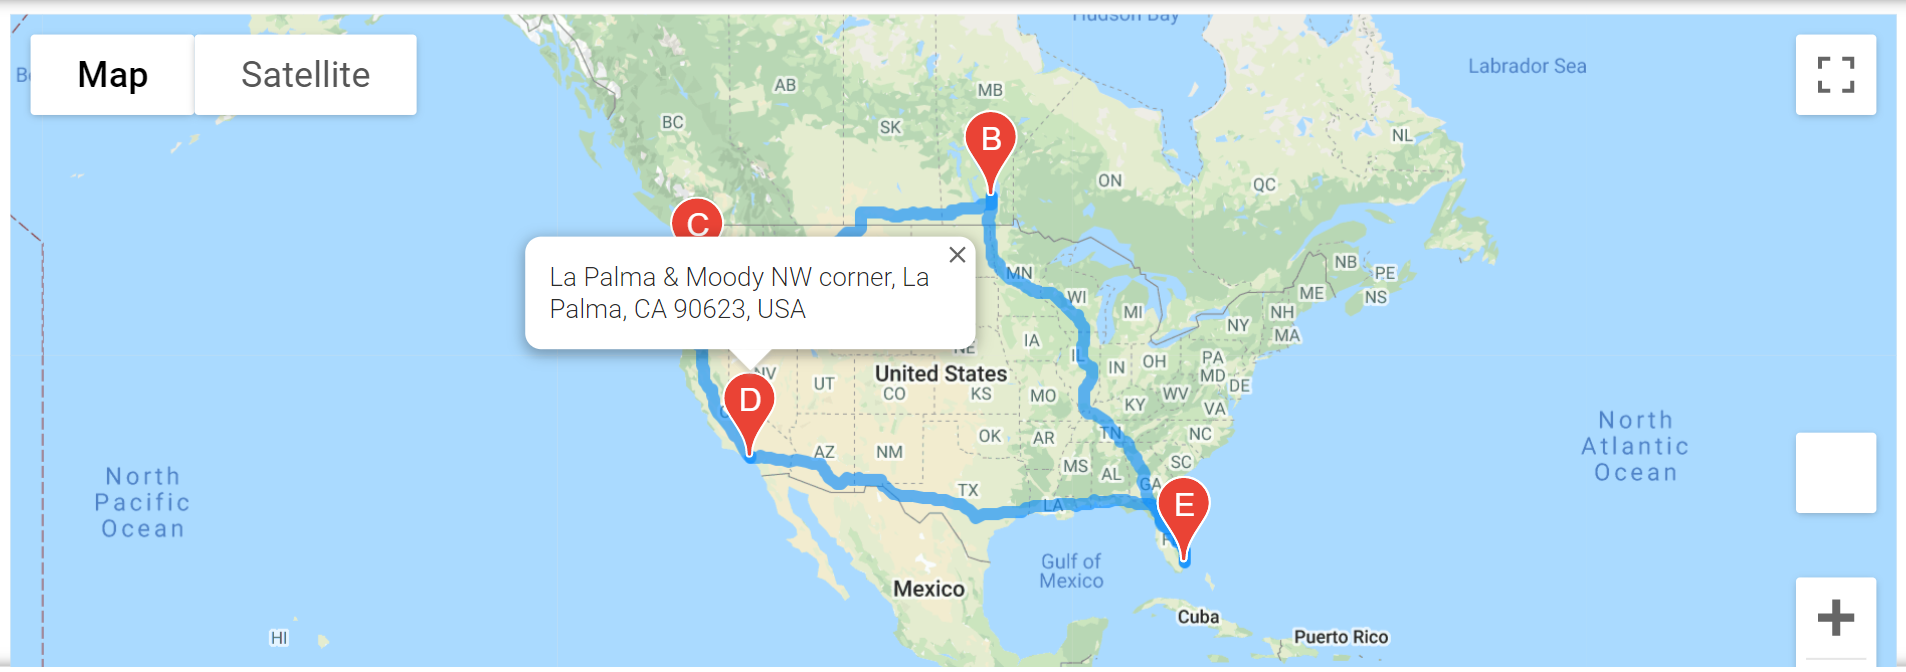 Hudson Bay
Map
Satellite
Labrador Sea
AB
MB
BC
SK
B
NL
ON
QC
C
La Palma & Moody NW corner, La
Palma, CA 90623, USA
NB
PE
MN
ME
NS
WI
MI
NH
NY
MA
NE
IA
IL
IN
OH
PA
NV
United States
UT
MD
DE
CO
KS
MO
WV
D
KY
VA
North
Atlantic
Ocean
OK
AR
TN
NC
AZ
NM
MS
AL
SC
North
Pacific
Ocean
TX
GA
LA
E
Gulf of
Mexico
Mexico
Cuba
HI
Puerto Rico